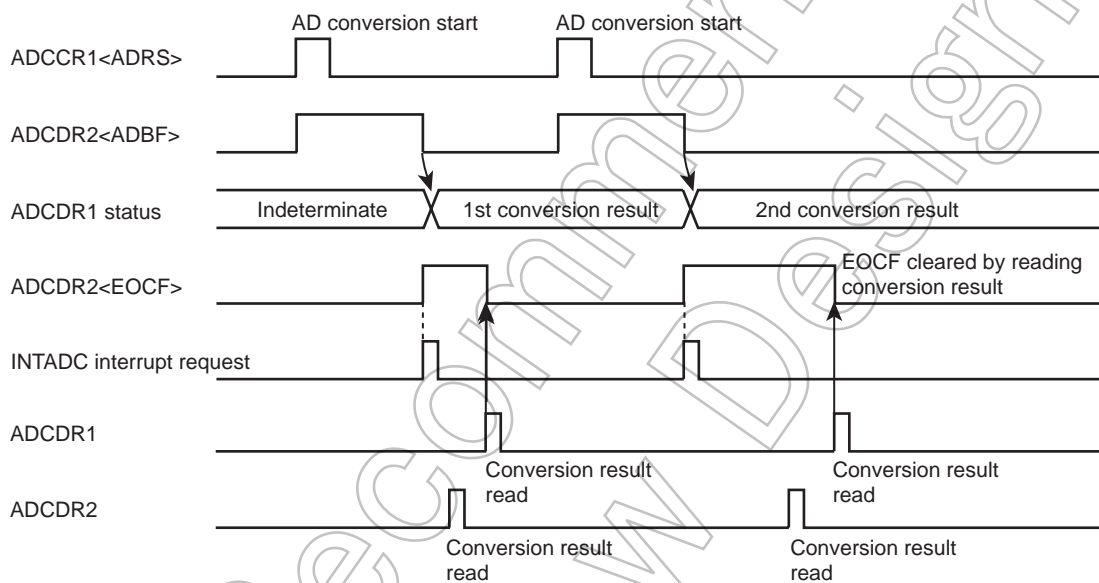 AD conversion start
AD conversion start
ADCCR1<ADRS>
ADCDR2<ADBF>
ADCDR1 status
Indeterminate
1st conversion result
2nd conversion result
ADCDR2<EOCF>
EOCF cleared by reading
conversion result
INTADC interrupt request
ADCDR1
Conversion result
read
Conversion result
read
ADCDR2
Conversion result
read
Conversion result
read